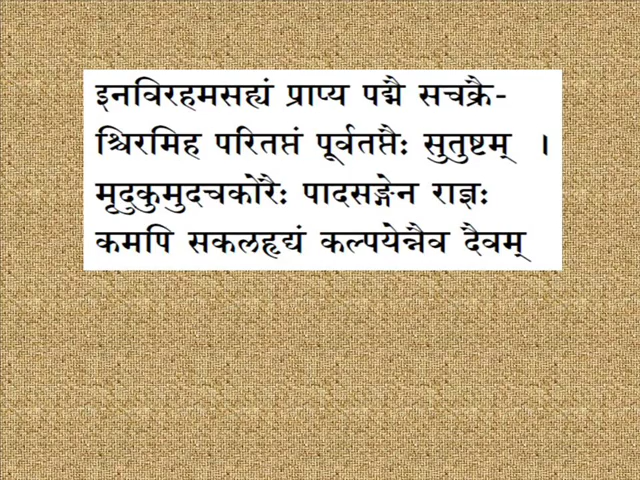 इनविरहमसह्यं प्राप्य पद्मै सचक्रै-
श्चिरमिह परितप्तं पूर्वतप्तैः सुतुष्टम् ।
मृदुकुमुदचकोरैः पादसङ्गेन राज्ञः
कमपि सकलहृद्यं कल्पयेन्नैव दैवम्